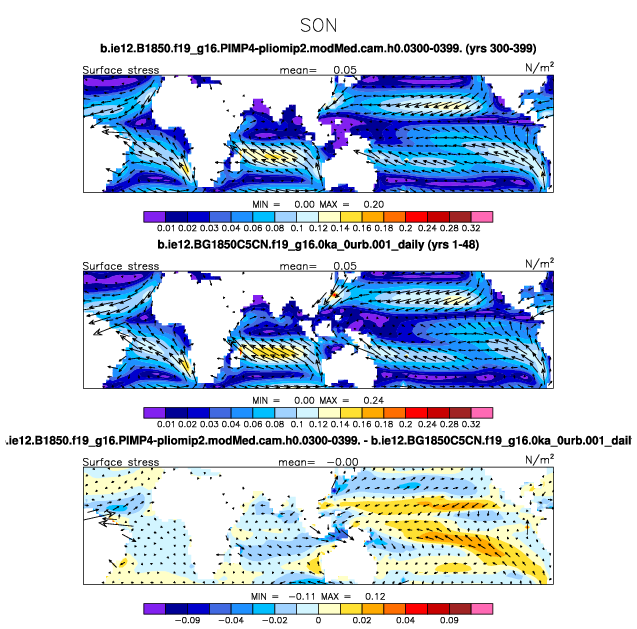 SON
b.ie12.B1850.f19_g16.PIMP4-pliomip2.modMed.cam.h0.0300-0399. (yrs 300-399)
Surface stress mean= 0.05 N/m²
MIN = 0.00 MAX = 0.20
0.01 0.02 0.03 0.04 0.06 0.08 0.1 0.12 0.14 0.16 0.18 0.2 0.24 0.28 0.32
b.ie12.BG1850C5CN.f19_g16.0ka_0urb.001_daily (yrs 1-48)
Surface stress mean= 0.05 N/m²
MIN = 0.00 MAX = 0.24
0.01 0.02 0.03 0.04 0.06 0.08 0.1 0.12 0.14 0.16 0.18 0.2 0.24 0.28 0.32
.ie12.B1850.f19_g16.PIMP4-pliomip2.modMed.cam.h0.0300-0399. - b.ie12.BG1850C5CN.f19_g16.0ka_0urb.001_dail
Surface stress mean= −0.00 N/m²
MIN = −0.11 MAX = 0.12
−0.09 −0.04 −0.02 0 0.02 0.04 0.09